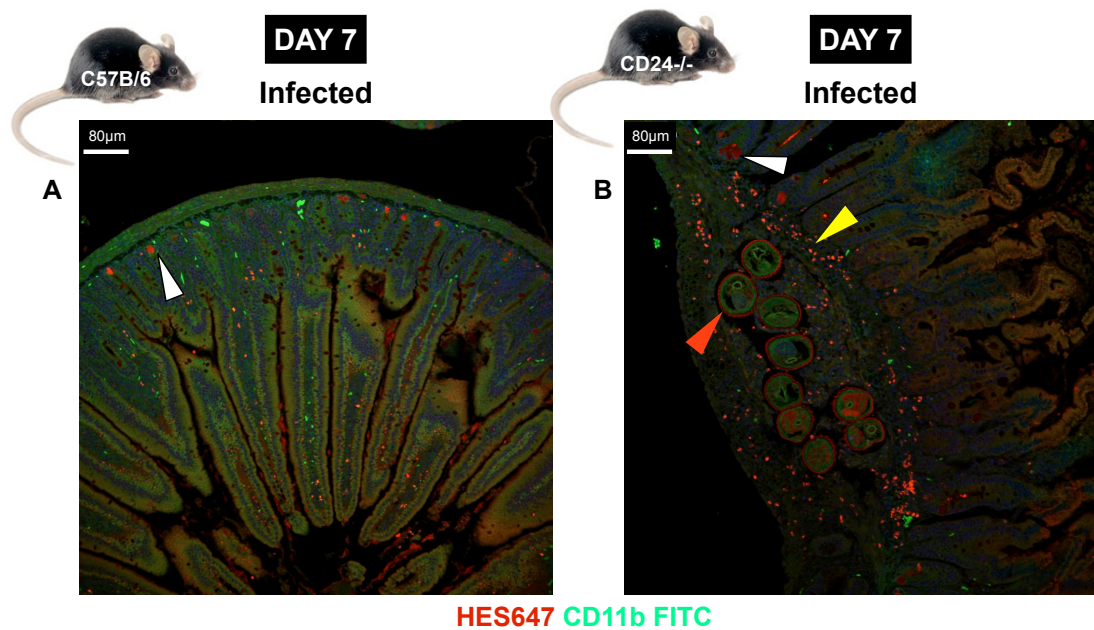 DAY 7
C57B/6
Infected
80µm
A
DAY 7
CD24-/-
Infected
80µm
B
HES647 CD11b FITC